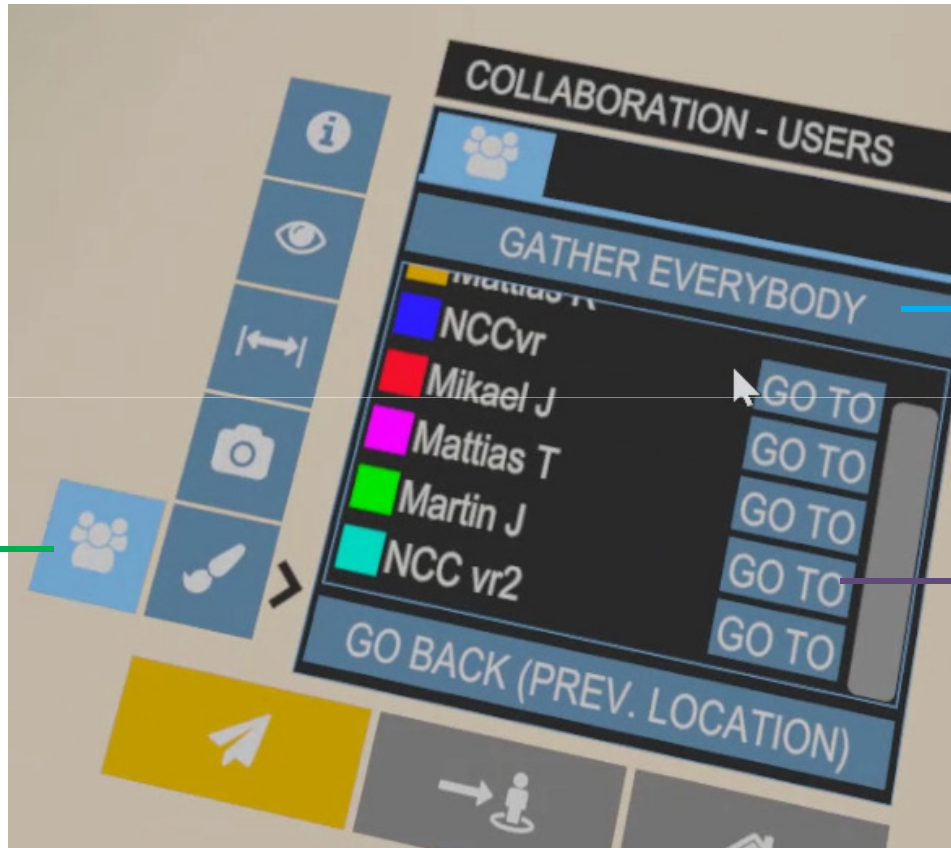 COLLABORATION - USERS
GATHER EVERYBODY
Mattias R
NCCvr
GO TO
Mikael J
GO TO
Mattias T
GO TO
Martin J
GO TO
NCC vr2
GO TO
GO BACK (PREV. LOCATION)